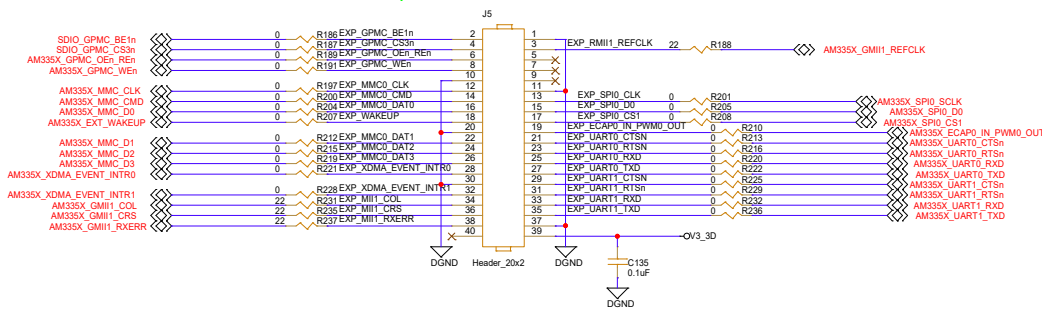 J5
SDIO_GPMC_BE1n 0 R186 EXP_GPMC_BE1n 2 1
SDIO_GPMC_CS3n 0 R187 EXP_GPMC_CS3n 4 3 EXP_RMII1_REFCLK 22 R188 AM335X_GMII1_REFCLK
AM335X_GPMC_OEn_REn 0 R189 EXP_GPMC_OEn_REn 6 5
AM335X_GPMC_WEn 0 R191 EXP_GPMC_WEn 8 7
10 9
AM335X_MMC_CLK 0 R197 EXP_MMC0_CLK 12 11
AM335X_MMC_CMD 0 R200 EXP_MMC0_CMD 14 13 EXP_SPI0_CLK 0 R201 AM335X_SPI0_SCLK
AM335X_MMC_D0 0 R204 EXP_MMC0_DAT0 16 15 EXP_SPI0_D0 0 R205 AM335X_SPI0_D0
AM335X_EXT_WAKEUP 0 R207 EXP_WAKEUP 18 17 EXP_SPI0_CS1 0 R208 AM335X_SPI0_CS1
20 19 EXP_ECAP0_IN_PWM0_OUT 0 R210 AM335X_ECAP0_IN_PWM0_OUT
AM335X_MMC_D1 0 R212 EXP_MMC0_DAT1 22 21 EXP_UART0_CTSN 0 R213 AM335X_UART0_CTSn
AM335X_MMC_D2 0 R215 EXP_MMC0_DAT2 24 23 EXP_UART0_RTSN 0 R216 AM335X_UART0_RTSn
AM335X_MMC_D3 0 R219 EXP_MMC0_DAT3 26 25 EXP_UART0_RXD 0 R220 AM335X_UART0_RXD
AM335X_XDMA_EVENT_INTR0 0 R221 EXP_XDMA_EVENT_INTR0 28 27 EXP_UART0_TXD 0 R222 AM335X_UART0_TXD
30 29 EXP_UART1_CTSN 0 R225 AM335X_UART1_CTSn
AM335X_XDMA_EVENT_INTR1 0 R228 EXP_XDMA_EVENT_INTR1 32 31 EXP_UART1_RTSn 0 R229 AM335X_UART1_RTSn
AM335X_GMII1_COL 22 R231 EXP_MII1_COL 34 33 EXP_UART1_RXD 0 R232 AM335X_UART1_RXD
AM335X_GMII1_CRS 22 R235 EXP_MII1_CRS 36 35 EXP_UART1_TXD 0 R236 AM335X_UART1_TXD
AM335X_GMII1_RXERR 22 R237 EXP_MII1_RXERR 38 37
40 39 V3_3D
DGND Header_20x2 DGND C135
0.1uF
DGND